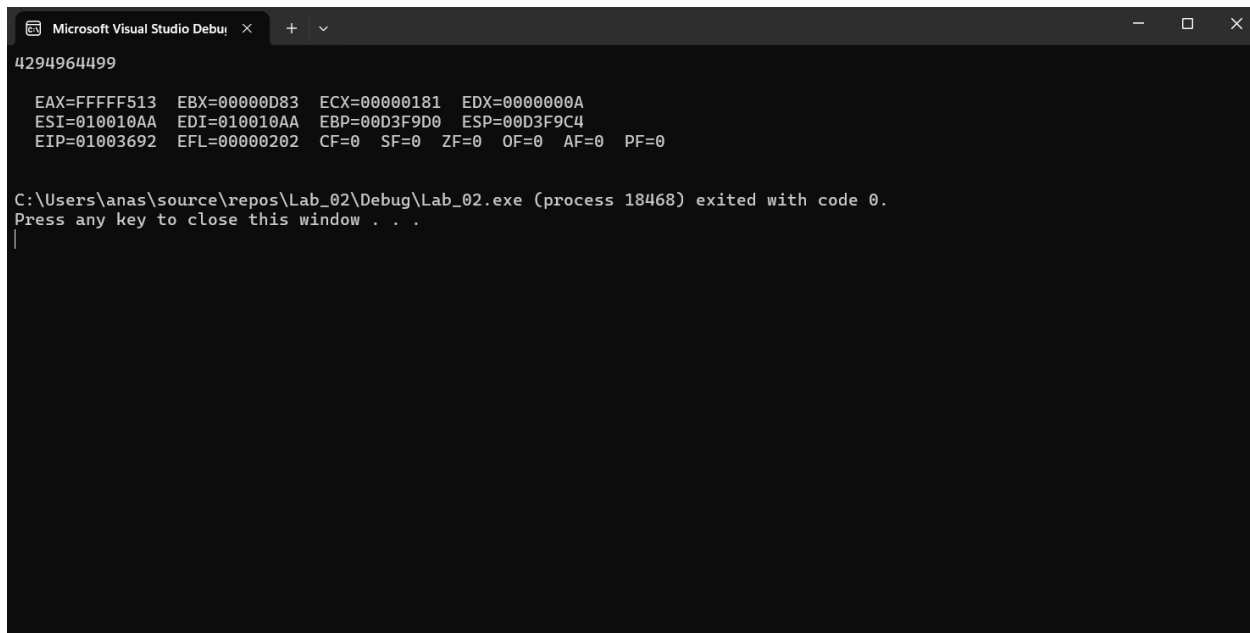 Microsoft Visual Studio Debu
4294964499
EAX=FFFFF513 EBX=00000D83 ECX=00000181 EDX=0000000A
ESI=010010AA EDI=010010AA EBP=00D3F9D0 ESP=00D3F9C4
EIP=01003692 EFL=00000202 CF=0 SF=0 ZF=0 OF=0 AF=0 PF=0
C:\Users\anas\source\repos\Lab_02\Debug\Lab_02.exe (process 18468) exited with code 0.
Press any key to close this window . . .